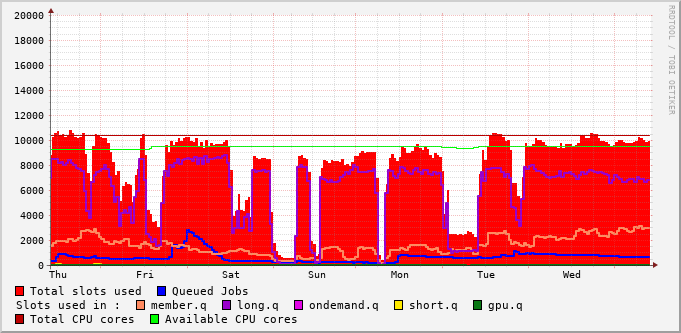 20000
18000
16000
14000
12000
10000
8000
6000
4000
2000
0
Thu Fri Sat Sun Mon Tue Wed
RRDTOOL / TOBI OETIKER
Total slots used Queued Jobs
Slots used in : member.q long.q ondemand.q short.q gpu.q
Total CPU cores Available CPU cores